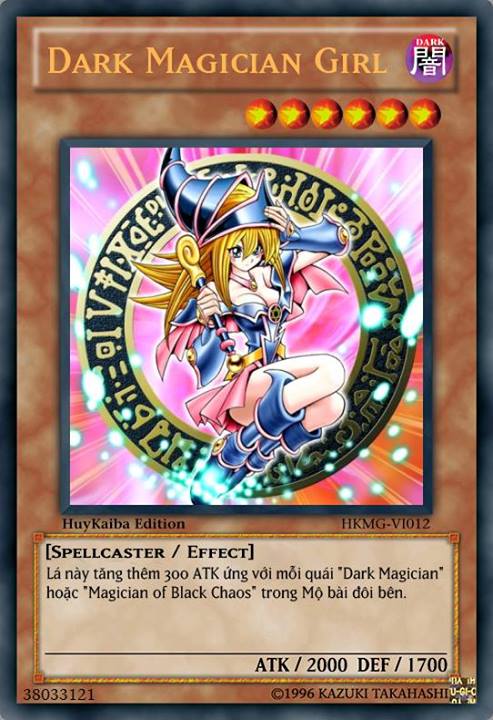 DARK MAGICIAN GIRL
DARK
闇
HuyKaiba Edition
HKMG-VI012
[SPELLCASTER / EFFECT]
Lá này tăng thêm 300 ATK ứng với mỗi quái "Dark Magician"
hoặc "Magician of Black Chaos" trong Mộ bài đôi bên.
ATK / 2000 DEF / 1700
38033121
©1996 KAZUKI TAKAHASHI